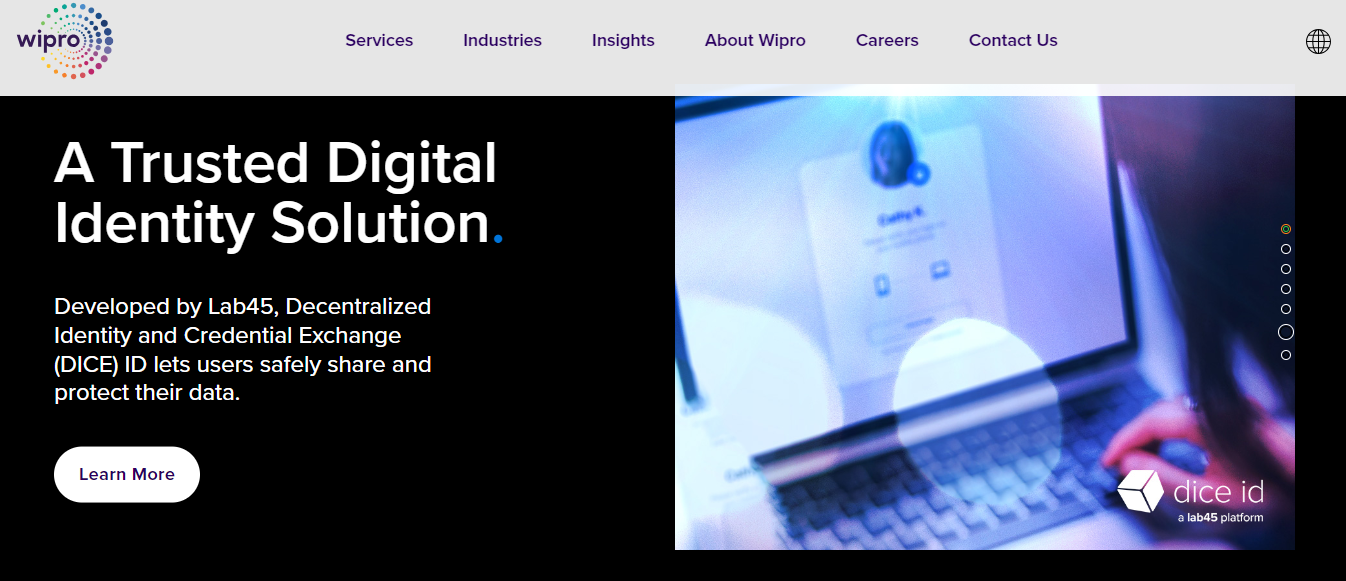 wipro
Services
Industries
Insights
About Wipro
Careers
Contact Us
A Trusted Digital
Identity Solution.
Developed by Lab45, Decentralized
Identity and Credential Exchange
(DICE) ID lets users safely share and
protect their data.
Learn More
dice id
a lab45 platform